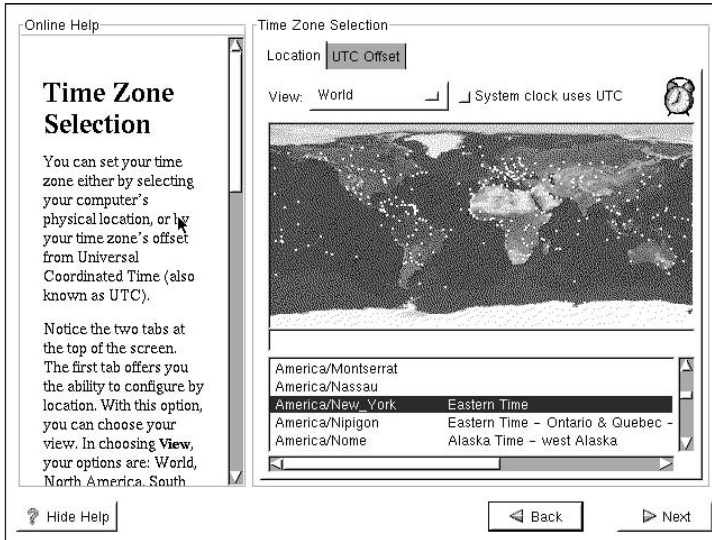 Online Help
Time Zone
Selection
You can set your time
zone either by selecting
your computer's
physical location, or by
your time zone's offset
from Universal
Coordinated Time (also
known as UTC).
Notice the two tabs at
the top of the screen.
The first tab offers you
the ability to configure by
location. With this option,
you can choose your
view. In choosing View,
your options are: World,
North America, South
Hide Help
Time Zone Selection
Location UTC Offset
View: World System clock uses UTC
America/Montserrat
America/Nassau
America/New_York Eastern Time
America/Nipigon Eastern Time - Ontario & Quebec -
America/Nome Alaska Time - west Alaska
Back Next